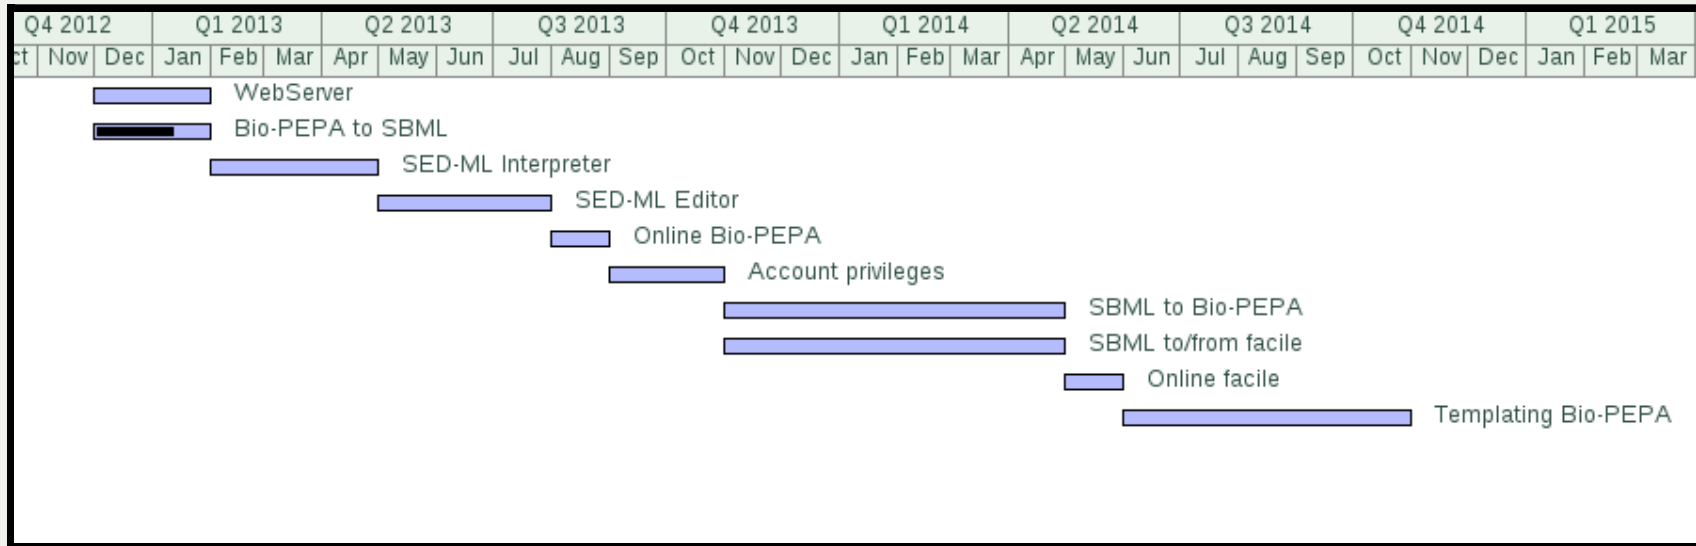 Q4 2012 Q1 2013 Q2 2013 Q3 2013 Q4 2013 Q1 2014 Q2 2014 Q3 2014 Q4 2014 Q1 2015
ct Nov Dec Jan Feb Mar Apr May Jun Jul Aug Sep Oct Nov Dec Jan Feb Mar Apr May Jun Jul Aug Sep Oct Nov Dec Jan Feb Mar
WebServer
Bio-PEPA to SBML
SED-ML Interpreter
SED-ML Editor
Online Bio-PEPA
Account privileges
SBML to Bio-PEPA
SBML to/from facile
Online facile
Templating Bio-PEPA